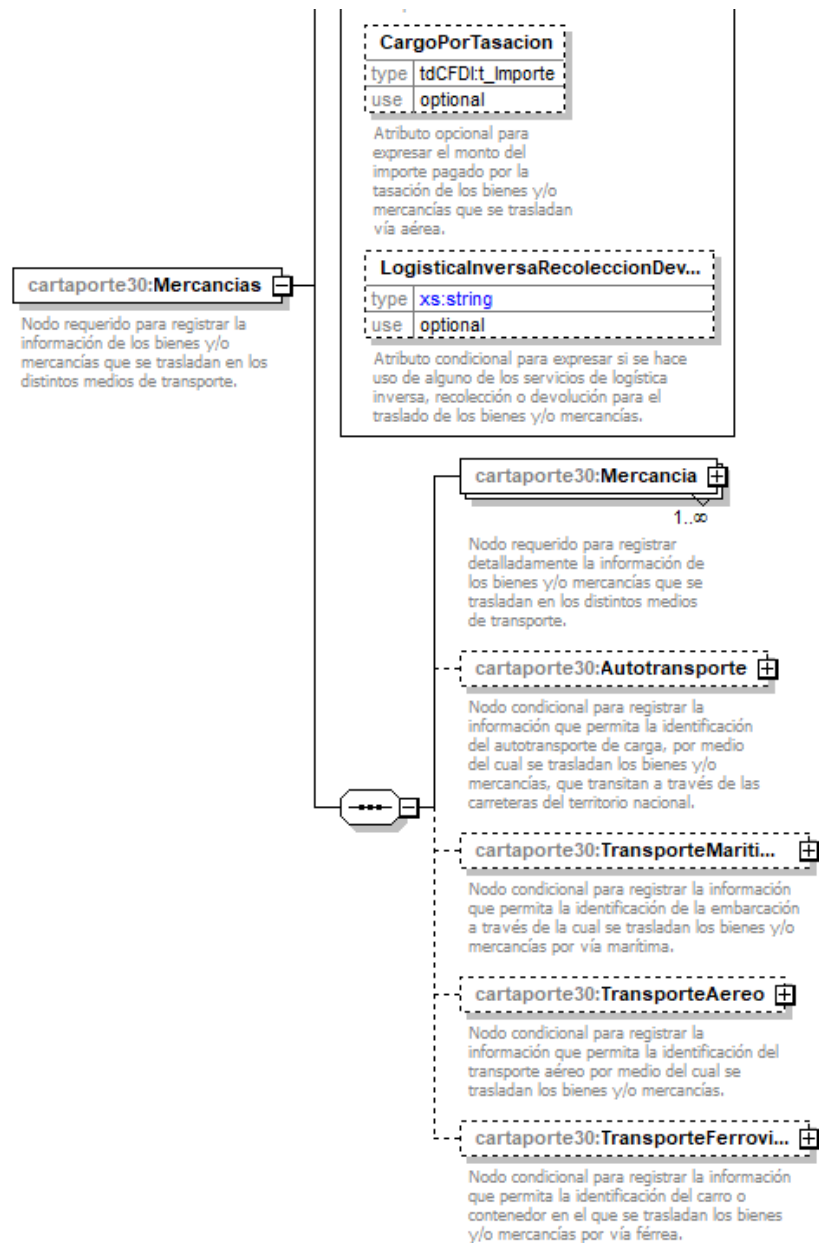 CargoPorTasacion
type tdCFDI:t_Importe
use optional
Atributo opcional para
expresar el monto del
importe pagado por la
tasación de los bienes y/o
mercancías que se trasladan
vía aérea.
cartaporte30:Mercancias
Nodo requerido para registrar la
información de los bienes y/o
mercancías que se trasladan en los
distintos medios de transporte.
LogisticaInversaRecoleccionDev...
type xs:string
use optional
Atributo condicional para expresar si se hace
uso de alguno de los servicios de logística
inversa, recolección o devolución para el
traslado de los bienes y/o mercancías.
cartaporte30:Mercancia
1..∞
Nodo requerido para registrar
detalladamente la información de
los bienes y/o mercancías que se
trasladan en los distintos medios
de transporte.
cartaporte30:Autotransporte
Nodo condicional para registrar la
información que permita la identificación
del autotransporte de carga, por medio
del cual se trasladan los bienes y/o
mercancías, que transitan a través de las
carreteras del territorio nacional.
cartaporte30:TransporteMariti...
Nodo condicional para registrar la información
que permita la identificación de la embarcación
a través de la cual se trasladan los bienes y/o
mercancías por vía marítima.
cartaporte30:TransporteAereo
Nodo condicional para registrar la
información que permita la identificación del
transporte aéreo por medio del cual se
trasladan los bienes y/o mercancías.
cartaporte30:TransporteFerrovi...
Nodo condicional para registrar la información
que permita la identificación del carro o
contenedor en el que se trasladan los bienes
y/o mercancías por vía férrea.